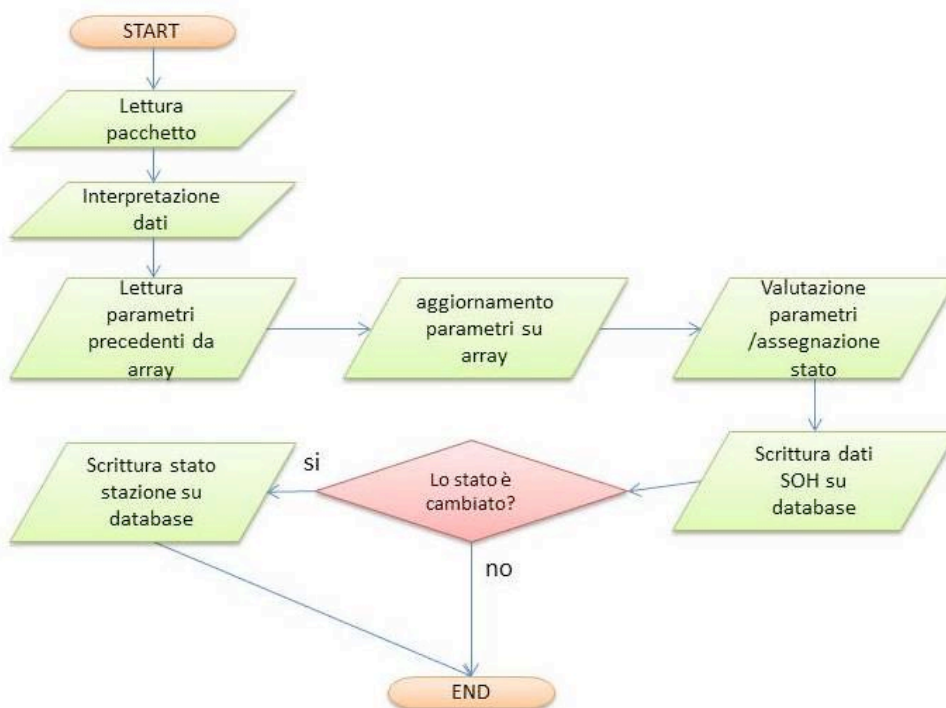 START
Lettura
pacchetto
Interpretazione
dati
Lettura
parametri
precedenti da
array
aggiornamento
parametri su
array
Valutazione
parametri
/assegnazione
stato
Scrittura dati
SOH su
database
Lo stato è
cambiato?
si
Scrittura stato
stazione su
database
no
END